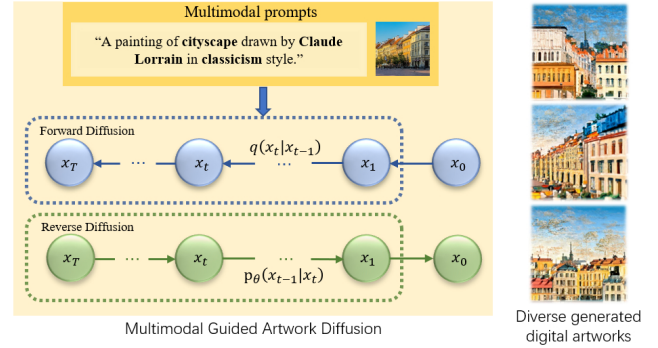 Multimodal prompts
“A painting of cityscape drawn by Claude
Lorrain in classicism style.”
Forward Diffusion
x_T ... x_t q(x_t|x_{t-1}) ... x_1 x_0
Reverse Diffusion
x_T ... x_t ... p_θ(x_{t-1}|x_t) x_1 x_0
Multimodal Guided Artwork Diffusion
Diverse generated
digital artworks